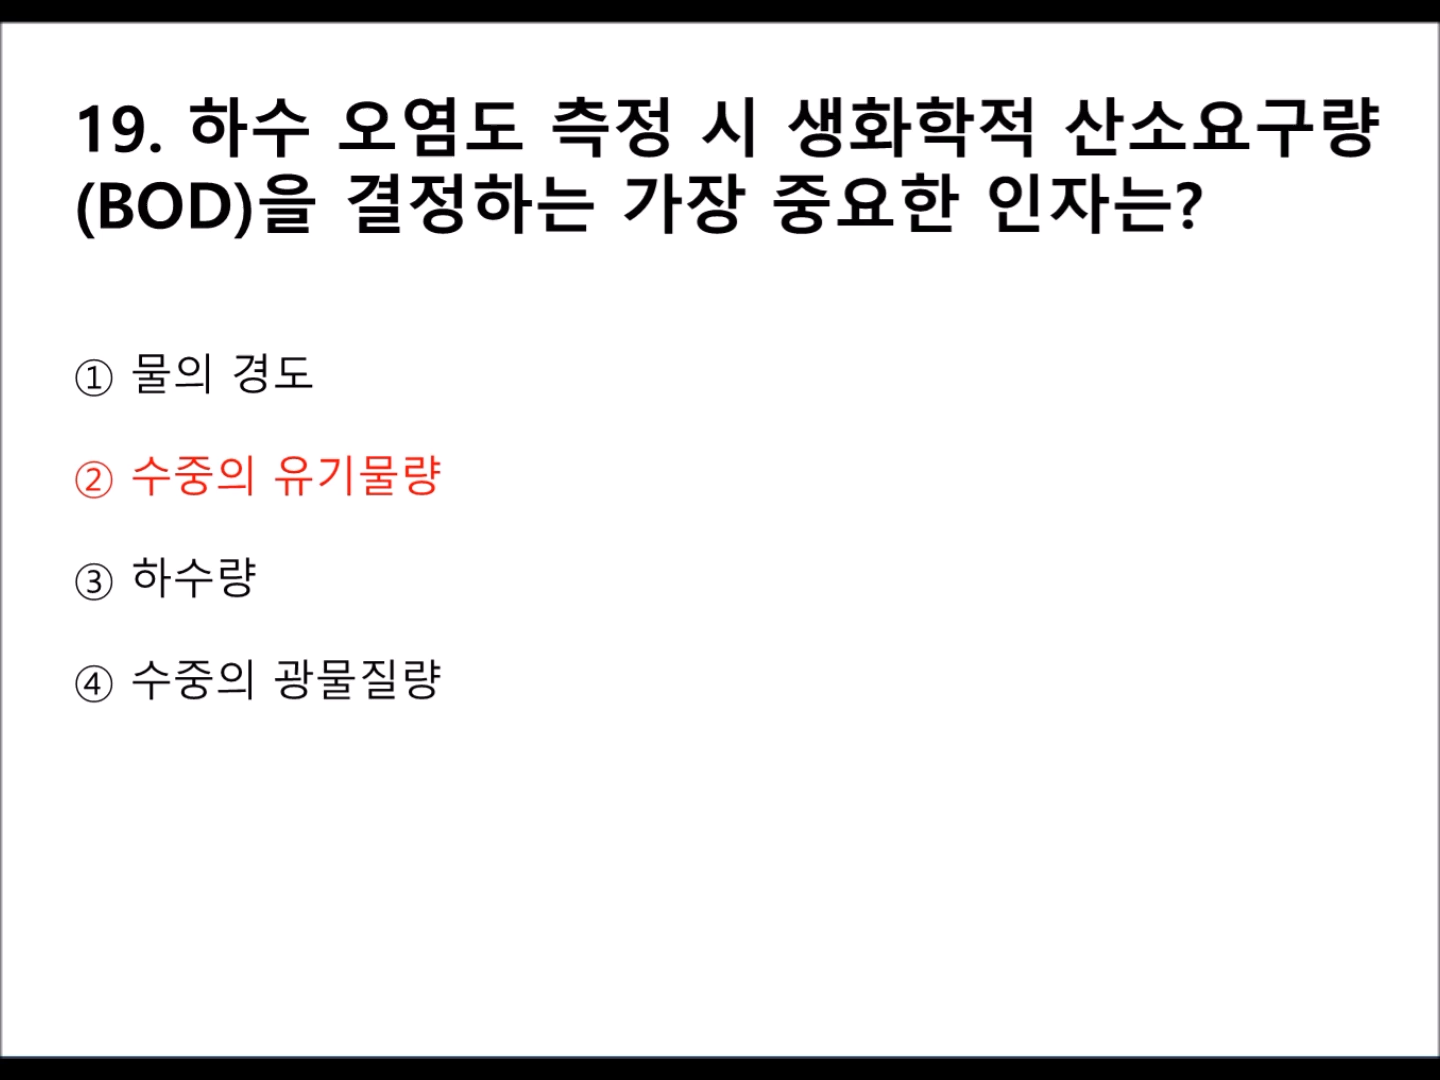 19. 하수 오염도 측정 시 생화학적 산소요구량
(BOD)을 결정하는 가장 중요한 인자는?
① 물의 경도
② 수중의 유기물량
③ 하수량
④ 수중의 광물질량